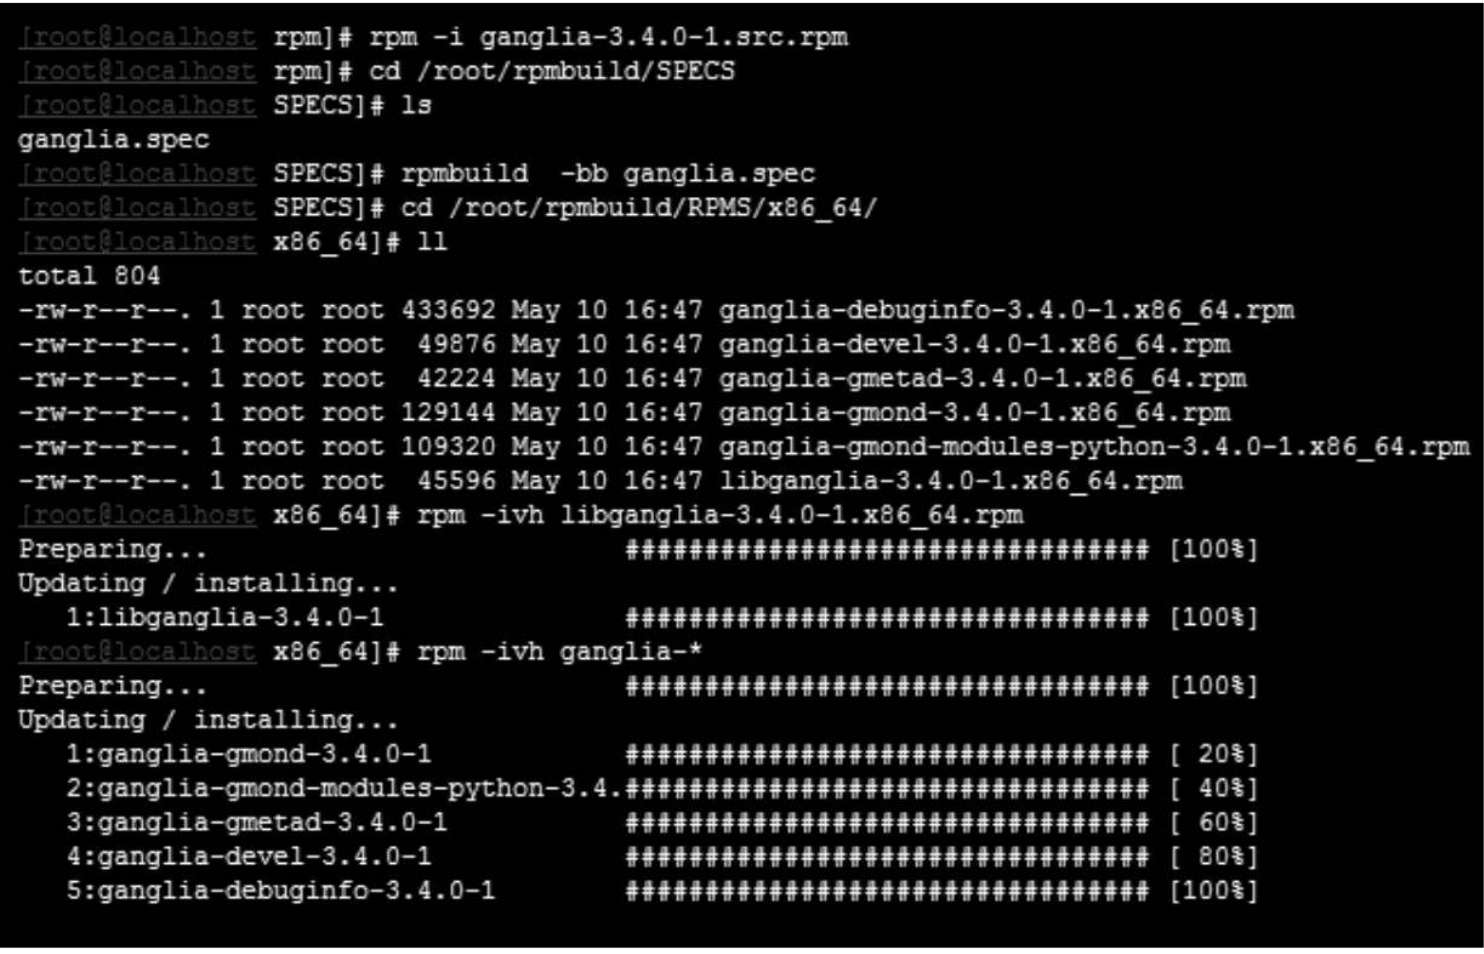 [root@localhost rpm]# rpm -i ganglia-3.4.0-1.src.rpm
[root@localhost rpm]# cd /root/rpmbuild/SPECS
[root@localhost SPECS]# ls
ganglia.spec
[root@localhost SPECS]# rpmbuild  -bb ganglia.spec
[root@localhost SPECS]# cd /root/rpmbuild/RPMS/x86_64/
[root@localhost x86_64]# ll
total 804
-rw-r--r--. 1 root root 433692 May 10 16:47 ganglia-debuginfo-3.4.0-1.x86_64.rpm
-rw-r--r--. 1 root root  49876 May 10 16:47 ganglia-devel-3.4.0-1.x86_64.rpm
-rw-r--r--. 1 root root  42224 May 10 16:47 ganglia-gmetad-3.4.0-1.x86_64.rpm
-rw-r--r--. 1 root root 129144 May 10 16:47 ganglia-gmond-3.4.0-1.x86_64.rpm
-rw-r--r--. 1 root root 109320 May 10 16:47 ganglia-gmond-modules-python-3.4.0-1.x86_64.rpm
-rw-r--r--. 1 root root  45596 May 10 16:47 libganglia-3.4.0-1.x86_64.rpm
[root@localhost x86_64]# rpm -ivh libganglia-3.4.0-1.x86_64.rpm
Preparing...                          ################################# [100%]
Updating / installing...
   1:libganglia-3.4.0-1               ################################# [100%]
[root@localhost x86_64]# rpm -ivh ganglia-*
Preparing...                          ################################# [100%]
Updating / installing...
   1:ganglia-gmond-3.4.0-1            ################################# [ 20%]
   2:ganglia-gmond-modules-python-3.4.################################# [ 40%]
   3:ganglia-gmetad-3.4.0-1           ################################# [ 60%]
   4:ganglia-devel-3.4.0-1            ################################# [ 80%]
   5:ganglia-debuginfo-3.4.0-1        ################################# [100%]